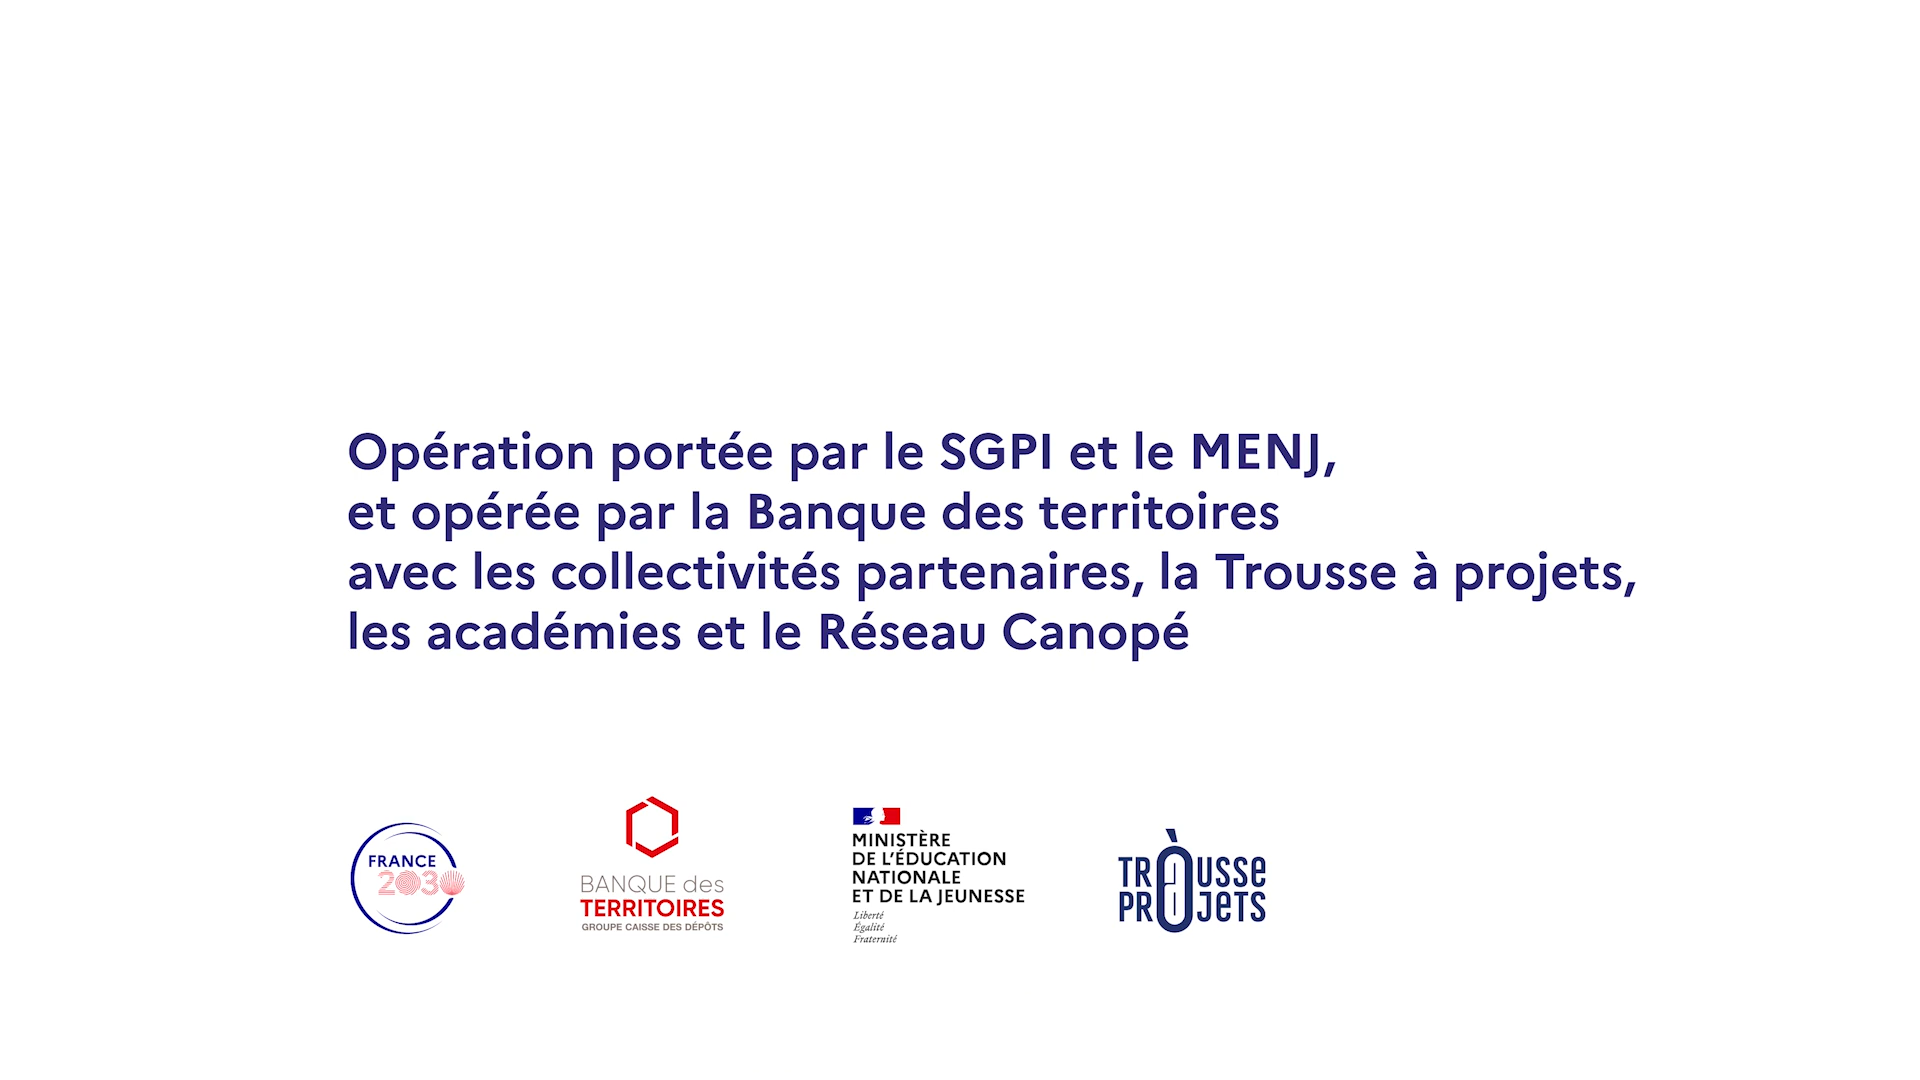 Opération portée par le SGPI et le MENJ,
et opérée par la Banque des territoires
avec les collectivités partenaires, la Trousse à projets,
les académies et le Réseau Canopé
FRANCE
2030
BANQUE des
TERRITOIRES
GROUPE CAISSE DES DÉPÔTS
MINISTÈRE
DE L'ÉDUCATION
NATIONALE
ET DE LA JEUNESSE
Liberté
Égalité
Fraternité
TROUSSE
à
PROJETS